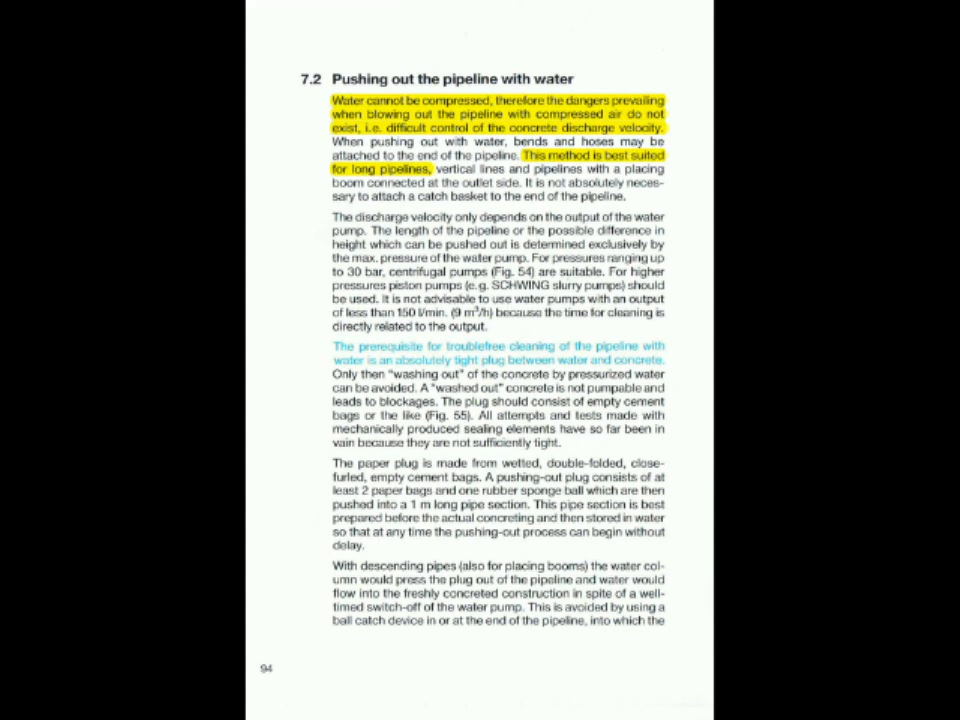 7.2 Pushing out the pipeline with water
Water cannot be compressed, therefore the dangers prevailing
when blowing out the pipeline with compressed air do not
exist, i.e. difficult control of the concrete discharge velocity.
When pushing out with water, bends and hoses may be
attached to the end of the pipeline. This method is best suited
for long pipelines, vertical lines and pipelines with a placing
boom connected at the outlet side. It is not absolutely neces-
sary to attach a catch basket to the end of the pipeline.
The discharge velocity only depends on the output of the water
pump. The length of the pipeline or the possible difference in
height which can be pushed out is determined exclusively by
the max. pressure of the water pump. For pressures ranging up
to 30 bar, centrifugal pumps (Fig. 54) are suitable. For higher
pressures piston pumps (e.g. SCHWING slurry pumps) should
be used. It is not advisable to use water pumps with an output
of less than 150 l/min. (9 m³/h) because the time for cleaning is
directly related to the output.
The prerequisite for troublefree cleaning of the pipeline with
water is an absolutely tight plug between water and concrete.
Only then "washing out" of the concrete by pressurized water
can be avoided. A "washed out" concrete is not pumpable and
leads to blockages. The plug should consist of empty cement
bags or the like (Fig. 55). All attempts and tests made with
mechanically produced sealing elements have so far been in
vain because they are not sufficiently tight.
The paper plug is made from wetted, double-folded, close-
furled, empty cement bags. A pushing-out plug consists of at
least 2 paper bags and one rubber sponge ball which are then
pushed into a 1 m long pipe section. This pipe section is best
prepared before the actual concreting and then stored in water
so that at any time the pushing-out process can begin without
delay.
With descending pipes (also for placing booms) the water col-
umn would press the plug out of the pipeline and water would
flow into the freshly concreted construction in spite of a well-
timed switch-off of the water pump. This is avoided by using a
ball catch device in or at the end of the pipeline, into which the
94